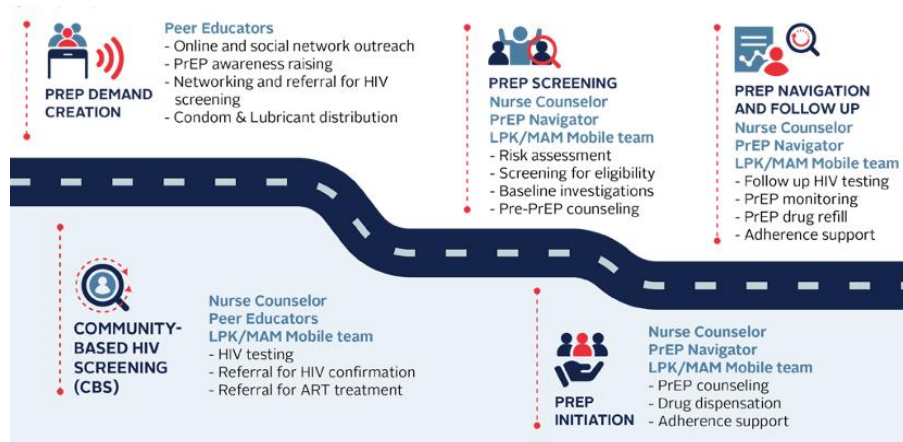 PREP DEMAND
CREATION
Peer Educators
- Online and social network outreach
- PrEP awareness raising
- Networking and referral for HIV
screening
- Condom & Lubricant distribution
COMMUNITY-
BASED HIV
SCREENING
(CBS)
Nurse Counselor
Peer Educators
LPK/MAM Mobile team
- HIV testing
- Referral for HIV confirmation
- Referral for ART treatment
PREP SCREENING
Nurse Counselor
PrEP Navigator
LPK/MAM Mobile team
- Risk assessment
- Screening for eligibility
- Baseline investigations
- Pre-PrEP counseling
PREP
INITIATION
Nurse Counselor
PrEP Navigator
LPK/MAM Mobile team
- PrEP counseling
- Drug dispensation
- Adherence support
PREP NAVIGATION
AND FOLLOW UP
Nurse Counselor
PrEP Navigator
LPK/MAM Mobile team
- Follow up HIV testing
- PrEP monitoring
- PrEP drug refill
- Adherence support